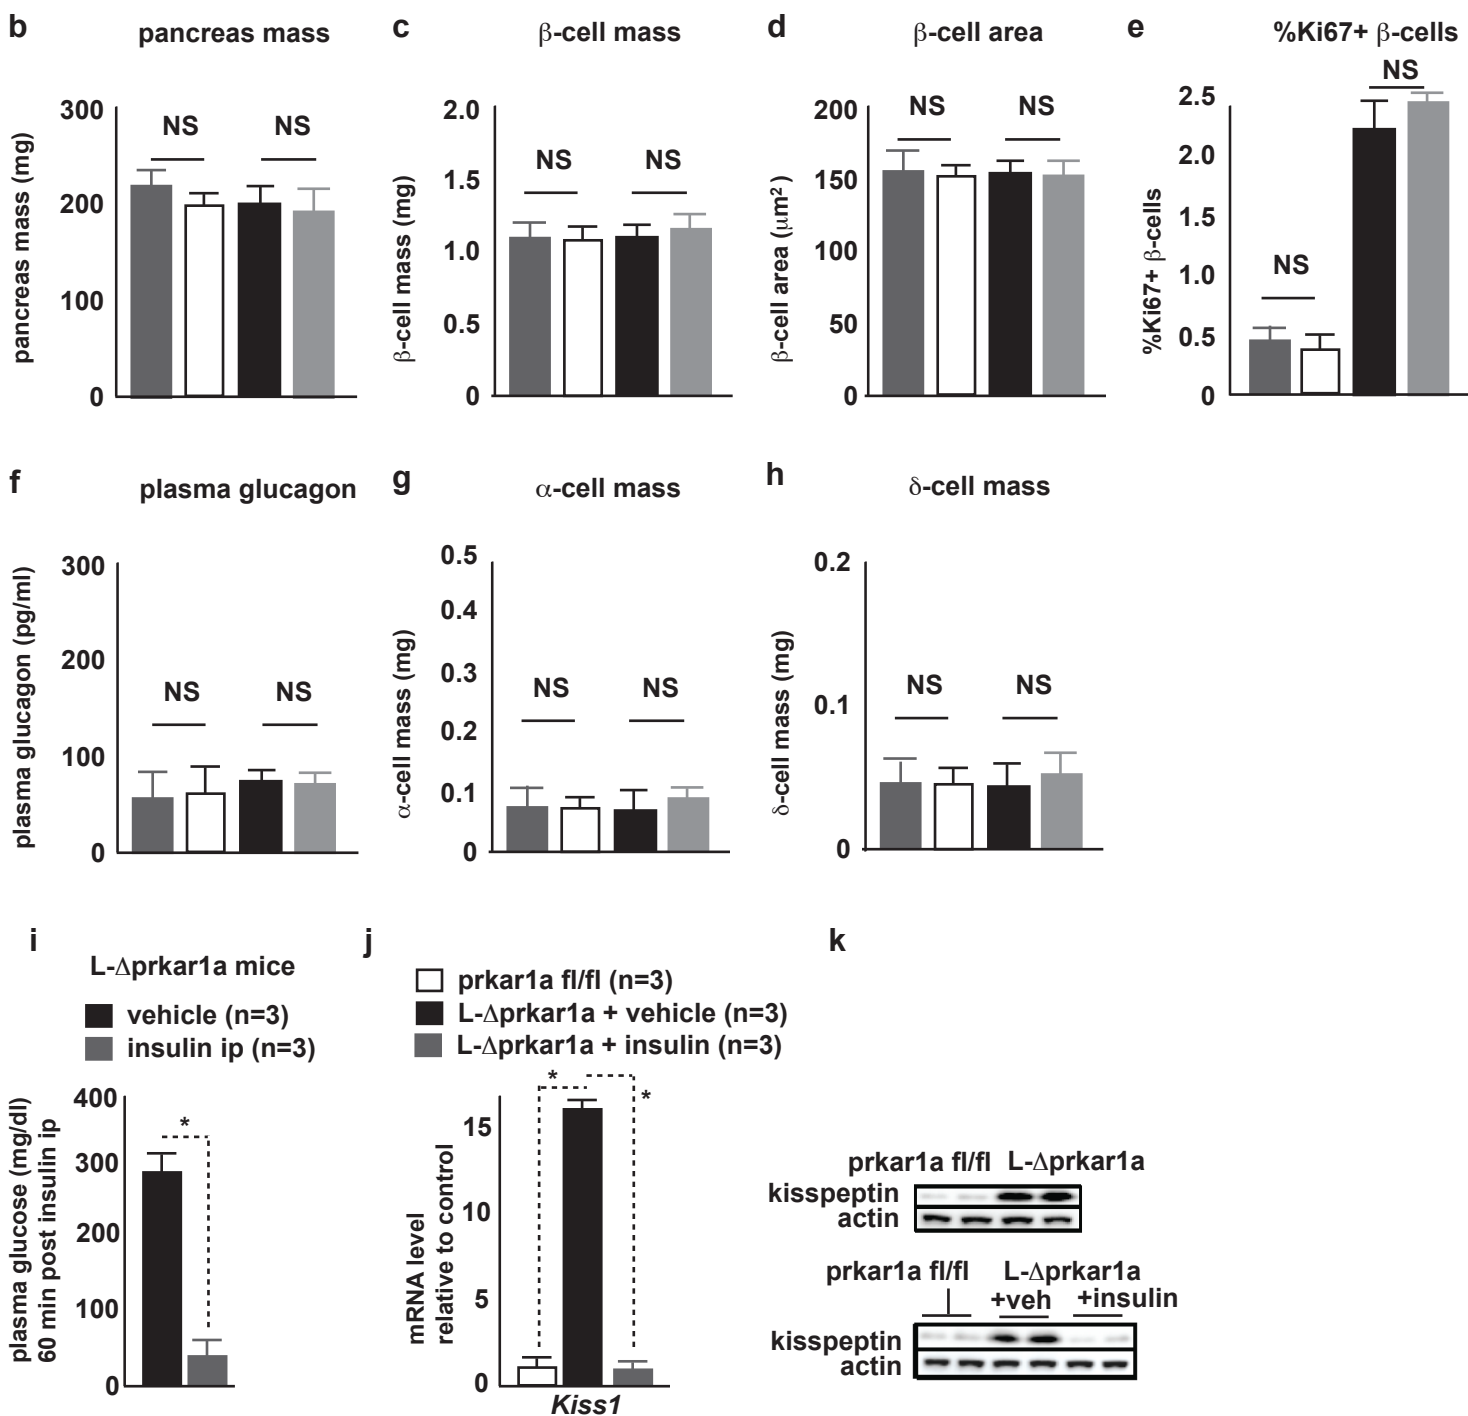 b pancreas mass
pancreas mass (mg)
300
200
100
0
NS NS
c β-cell mass
β-cell mass (mg)
2.0
1.5
1.0
0.5
0
NS NS
d β-cell area
β-cell area (μm²)
200
150
100
50
0
NS NS
e %Ki67+ β-cells
%Ki67+ β-cells
2.5
2.0
1.5
1.0
0.5
0
NS
NS
f plasma glucagon
plasma glucagon (pg/ml)
300
200
100
0
NS NS
g α-cell mass
α-cell mass (mg)
0.5
0.4
0.3
0.2
0.1
0
NS NS
h δ-cell mass
δ-cell mass (mg)
0.2
0.1
0
NS NS
i
L-Δprkar1a mice
vehicle (n=3)
insulin ip (n=3)
plasma glucose (mg/dl)
60 min post insulin ip
400
300
200
100
0
*
j
prkar1a fl/fl (n=3)
L-Δprkar1a + vehicle (n=3)
L-Δprkar1a + insulin (n=3)
mRNA level
relative to control
15
10
5
0
*
*
Kiss1
k
prkar1a fl/fl L-Δprkar1a
kisspeptin
actin
prkar1a fl/fl L-Δprkar1a
+veh +insulin
kisspeptin
actin